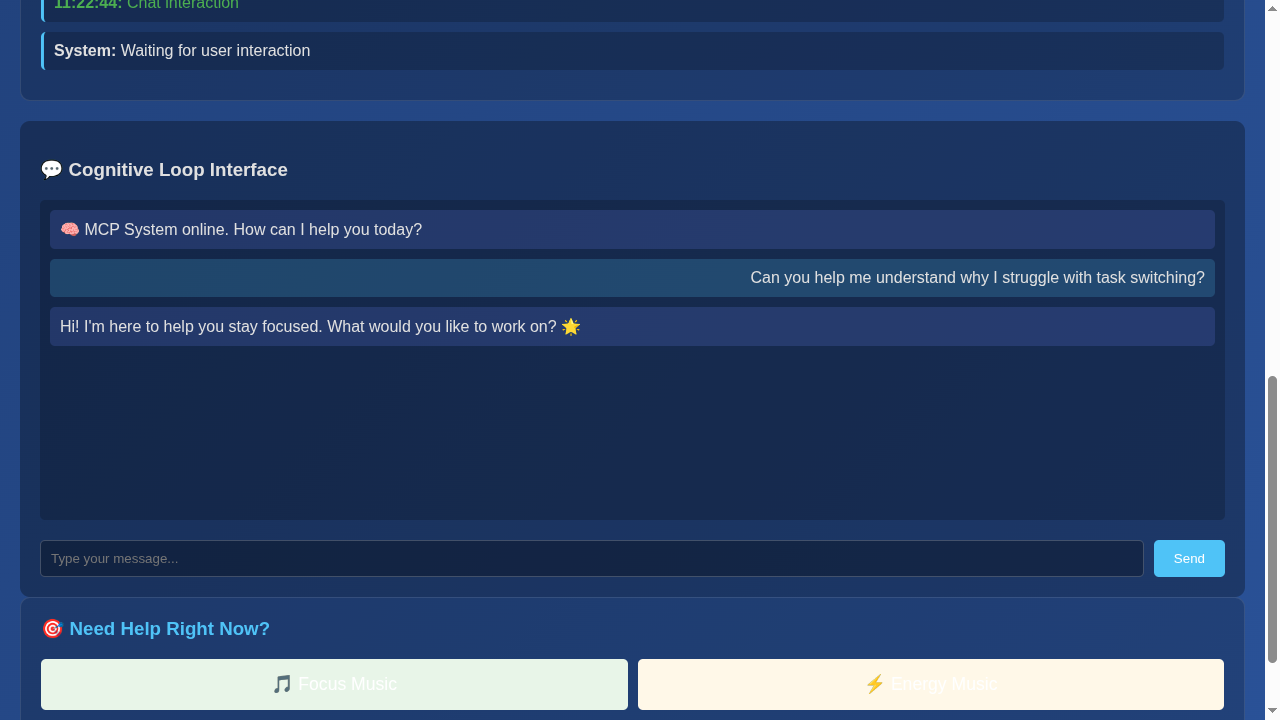 11:22:44: Chat interaction
System: Waiting for user interaction
💬 Cognitive Loop Interface
🧠 MCP System online. How can I help you today?
Can you help me understand why I struggle with task switching?
Hi! I'm here to help you stay focused. What would you like to work on? 🌟
Type your message...
Send
🎯 Need Help Right Now?
🎵 Focus Music
⚡ Energy Music